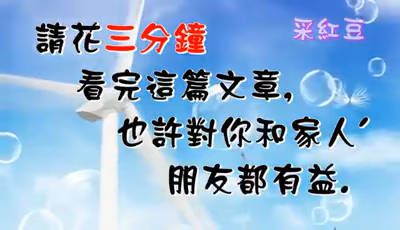 采紅豆
請花三分鐘
看完這篇文章,
也許對你和家人′
朋友都有益.